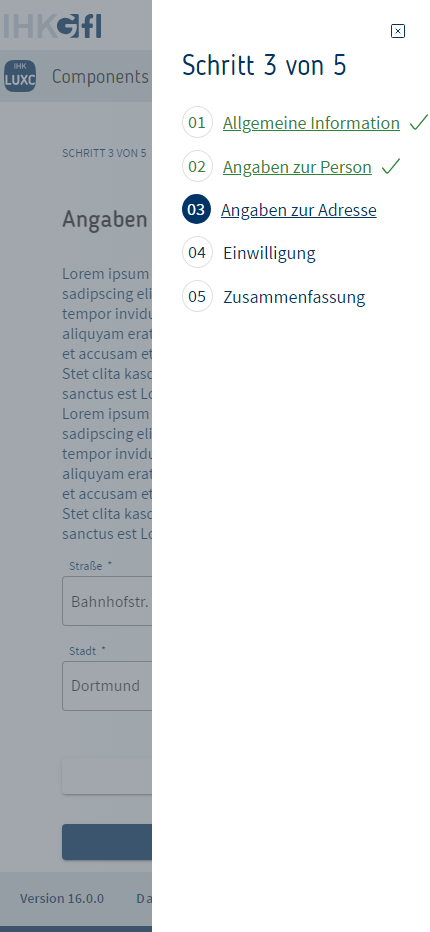 IHKGfI
IHK
LUXC
Components
SCHRITT 3 VON 5
Angaben
Lorem ipsum
sadipscing eli
tempor invidu
aliquyam erat
et accusam et
Stet clita kasd
sanctus est Lo
Lorem ipsum
sadipscing eli
tempor invidu
aliquyam erat
et accusam et
Stet clita kasd
sanctus est Lo
Straße *
Bahnhofstr.
Stadt *
Dortmund
Version 16.0.0 Da
Schritt 3 von 5
01 Allgemeine Information
02 Angaben zur Person
03 Angaben zur Adresse
04 Einwilligung
05 Zusammenfassung